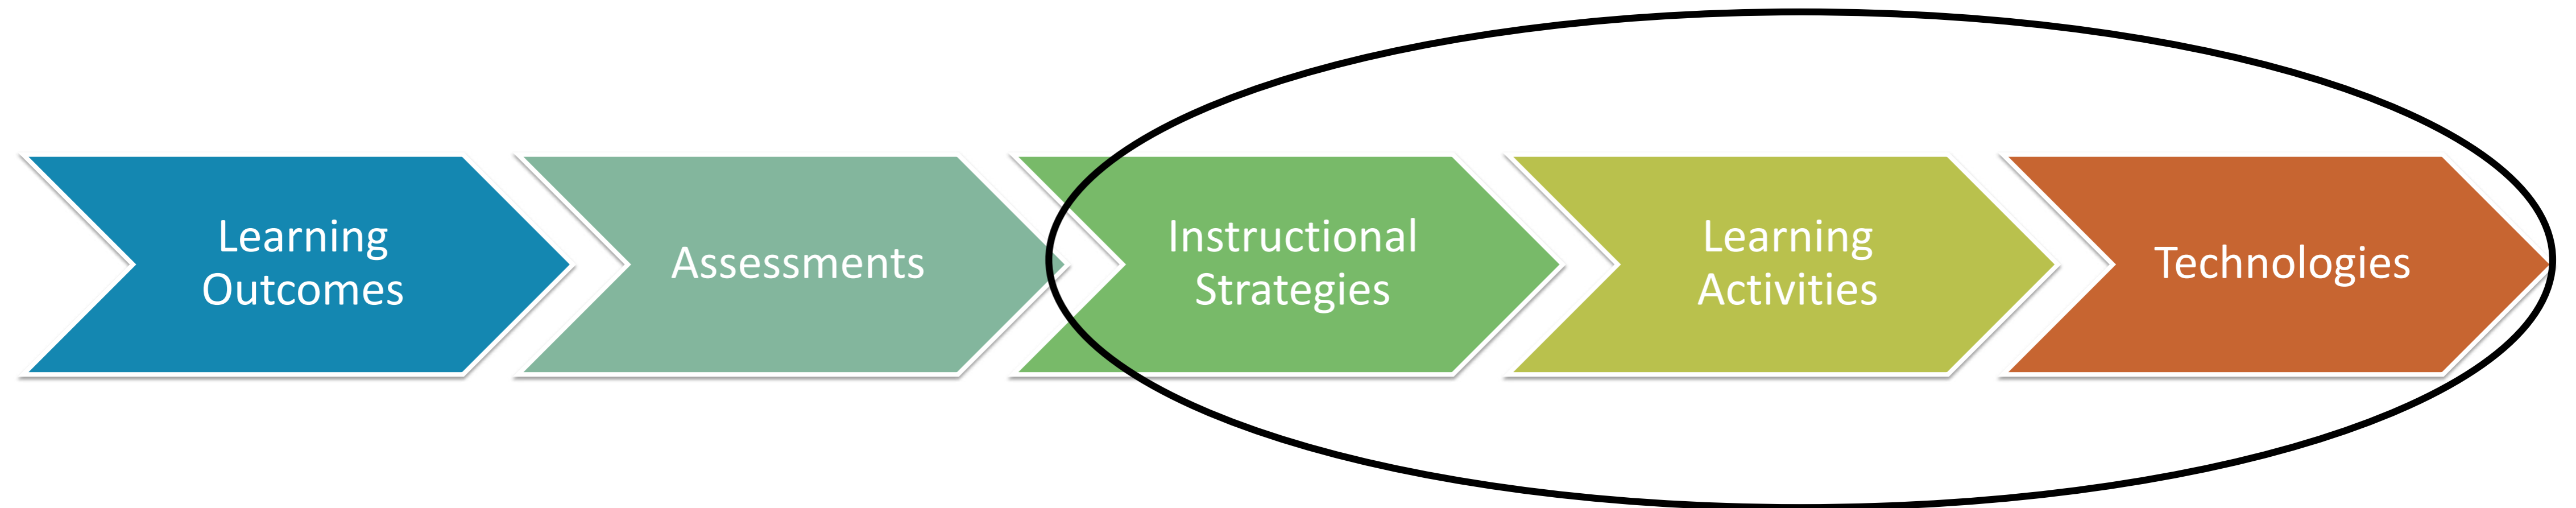 Learning
Outcomes
Assessments
Instructional
Strategies
Learning
Activities
Technologies